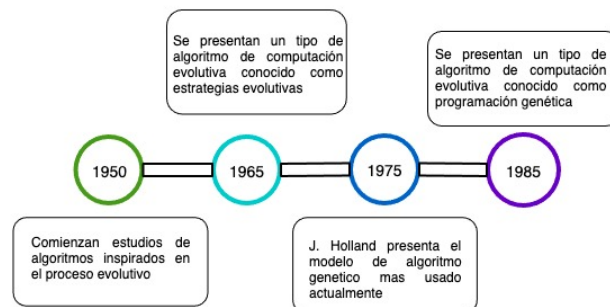 Se presentan un tipo de
algoritmo de computación
evolutiva conocido como
estrategias evolutivas
Se presentan un tipo de
algoritmo de computación
evolutiva conocido como
programación genética
1950
1965
1975
1985
Comienzan estudios de
algoritmos inspirados en
el proceso evolutivo
J. Holland presenta el
modelo de algoritmo
genetico mas usado
actualmente